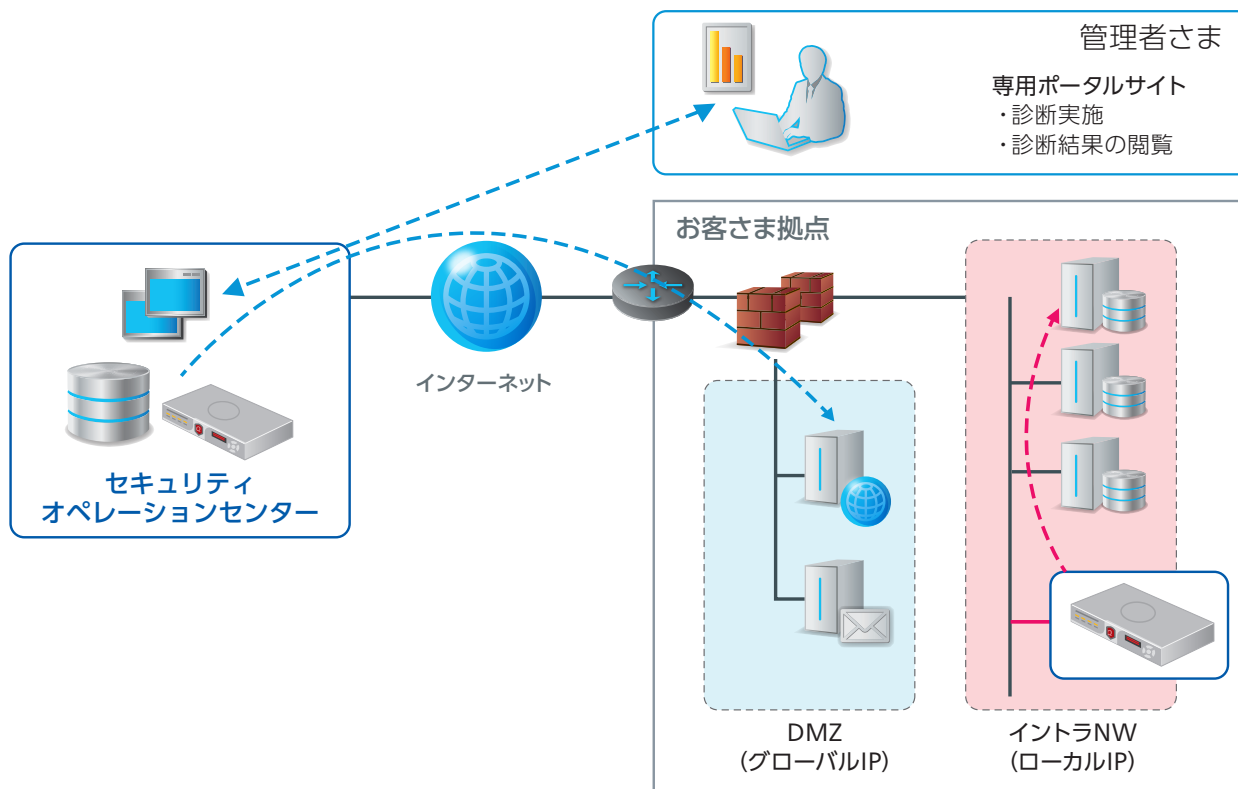 管理者さま
専用ポータルサイト
・診断実施
・診断結果の閲覧
お客さま拠点
インターネット
セキュリティ
オペレーションセンター
DMZ
(グローバルIP)
イントラNW
(ローカルIP)